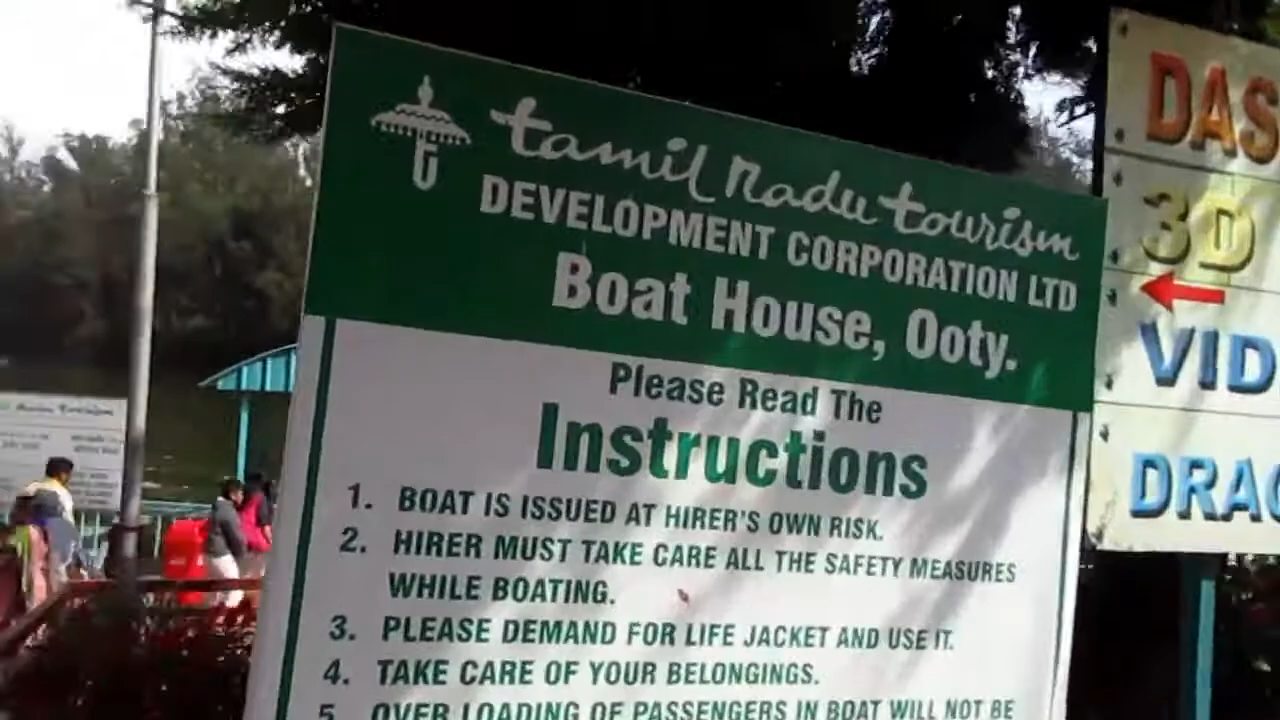 tamil nadu tourism
DEVELOPMENT CORPORATION LTD
Boat House, Ooty.
Please Read The
Instructions
1. BOAT IS ISSUED AT HIRER'S OWN RISK.
2. HIRER MUST TAKE CARE ALL THE SAFETY MEASURES
WHILE BOATING.
3. PLEASE DEMAND FOR LIFE JACKET AND USE IT.
4. TAKE CARE OF YOUR BELONGINGS.
5. OVER LOADING OF PASSENGERS IN BOAT WILL NOT BE
DAS
3D
VID
DRAG